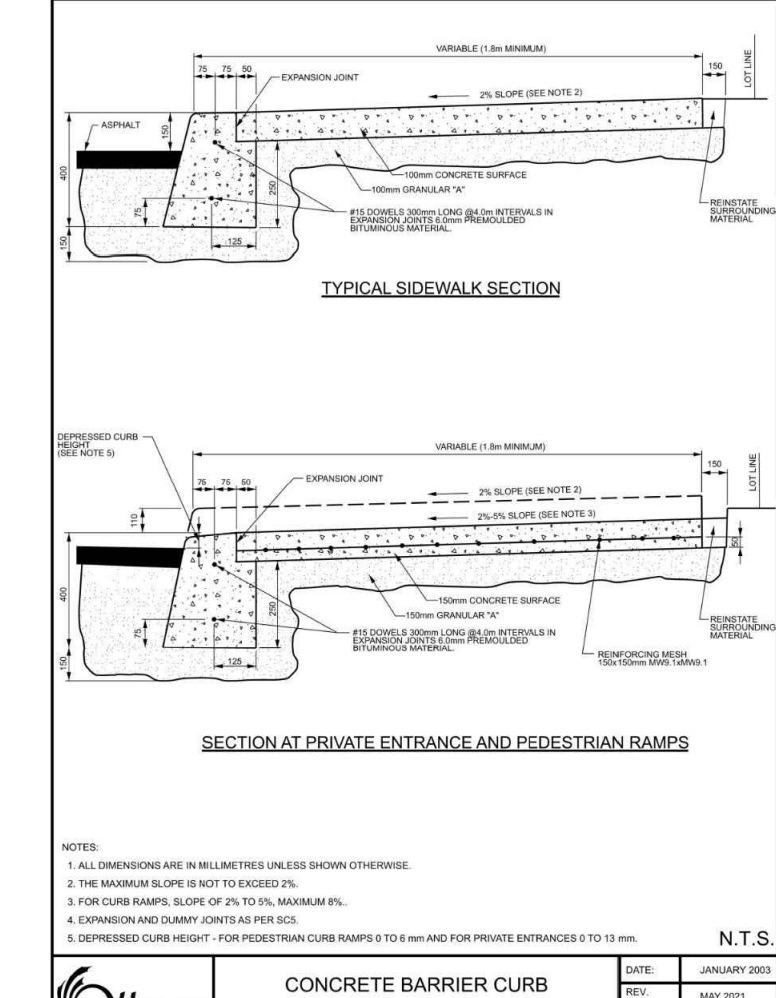 VARIABLE (1.8m MINIMUM)
75 75 50
150
LOT LINE
EXPANSION JOINT
2% SLOPE (SEE NOTE 2)
ASPHALT
150
400
100mm CONCRETE SURFACE
100mm GRANULAR "A"
250
75
REINSTATE
SURROUNDING
MATERIAL
#15 DOWELS 300mm LONG @4.0m INTERVALS IN
EXPANSION JOINTS 6.0mm PREMOULDED
BITUMINOUS MATERIAL.
125
150
TYPICAL SIDEWALK SECTION
DEPRESSED CURB
HEIGHT
(SEE NOTE 5)
VARIABLE (1.8m MINIMUM)
150
LOT LINE
75 75 50
EXPANSION JOINT
2% SLOPE (SEE NOTE 2)
110
2%-5% SLOPE (SEE NOTE 3)
50
400
150mm CONCRETE SURFACE
150mm GRANULAR "A"
250
75
REINSTATE
SURROUNDING
MATERIAL
#15 DOWELS 300mm LONG @4.0m INTERVALS IN
EXPANSION JOINTS 6.0mm PREMOULDED
BITUMINOUS MATERIAL.
REINFORCING MESH
150x150mm MW9.1xMW9.1
125
150
SECTION AT PRIVATE ENTRANCE AND PEDESTRIAN RAMPS
NOTES:
1. ALL DIMENSIONS ARE IN MILLIMETRES UNLESS SHOWN OTHERWISE.
2. THE MAXIMUM SLOPE IS NOT TO EXCEED 2%.
3. FOR CURB RAMPS, SLOPE OF 2% TO 5%, MAXIMUM 8%..
4. EXPANSION AND DUMMY JOINTS AS PER SC5.
5. DEPRESSED CURB HEIGHT - FOR PEDESTRIAN CURB RAMPS 0 TO 6 mm AND FOR PRIVATE ENTRANCES 0 TO 13 mm.
N.T.S.
CONCRETE BARRIER CURB
DATE: JANUARY 2003
REV. MAY 2021